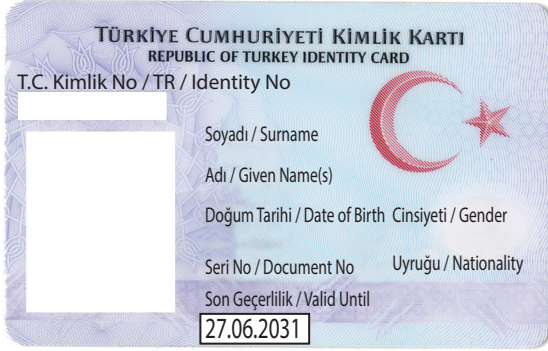 TÜRKİYE CUMHURİYETİ KİMLİK KARTI
REPUBLIC OF TURKEY IDENTITY CARD
T.C. Kimlik No / TR / Identity No
Soyadı / Surname
Adı / Given Name(s)
Doğum Tarihi / Date of Birth Cinsiyeti / Gender
Seri No / Document No Uyruğu / Nationality
Son Geçerlilik / Valid Until
27.06.2031